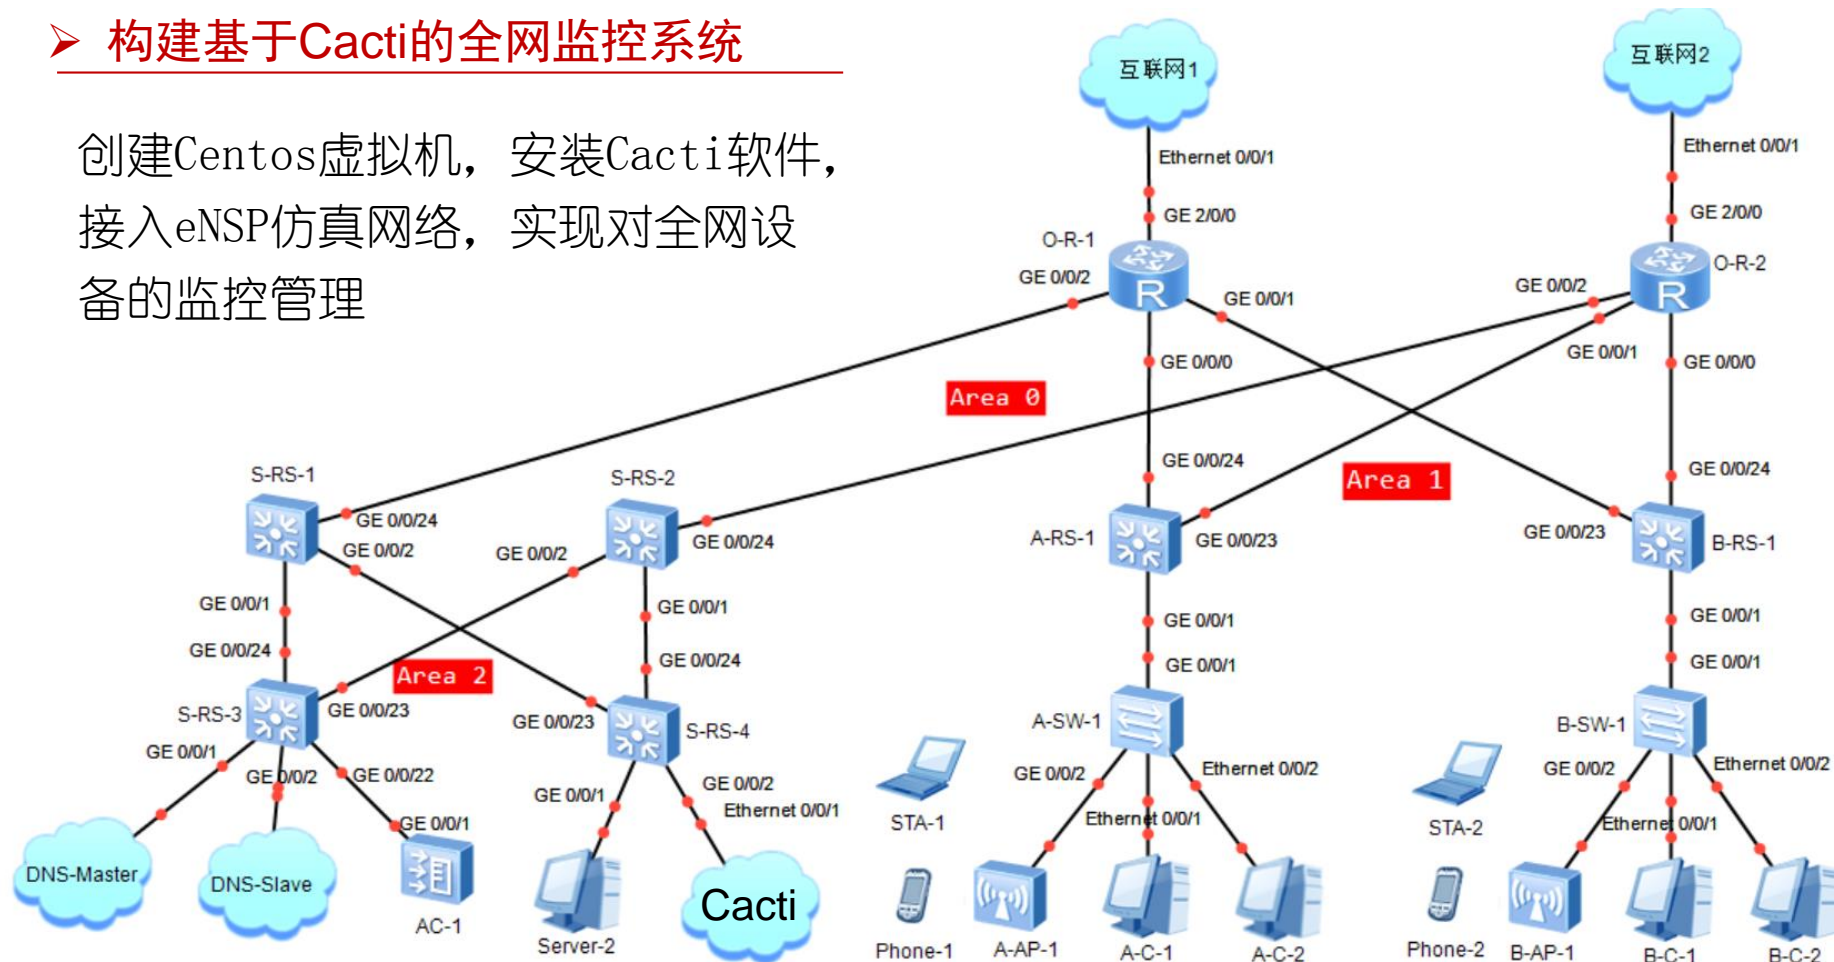 ➢ 构建基于Cacti的全网监控系统
创建Centos虚拟机，安装Cacti软件，
接入eNSP仿真网络，实现对全网设
备的监控管理
互联网1
互联网2
Ethernet 0/0/1
Ethernet 0/0/1
GE 2/0/0
GE 2/0/0
O-R-1
O-R-2
R
R
GE 0/0/2
GE 0/0/1
GE 0/0/2
GE 0/0/1
GE 0/0/0
GE 0/0/0
Area 0
Area 1
S-RS-1
S-RS-2
GE 0/0/24
GE 0/0/24
GE 0/0/24
GE 0/0/24
GE 0/0/2
GE 0/0/2
A-RS-1
GE 0/0/23
GE 0/0/23
B-RS-1
GE 0/0/1
GE 0/0/1
GE 0/0/1
GE 0/0/1
GE 0/0/24
GE 0/0/24
GE 0/0/1
GE 0/0/1
Area 2
S-RS-3
GE 0/0/23
GE 0/0/23
S-RS-4
A-SW-1
B-SW-1
GE 0/0/1
GE 0/0/2
GE 0/0/22
GE 0/0/1
GE 0/0/2
Ethernet 0/0/1
GE 0/0/2
Ethernet 0/0/2
GE 0/0/2
Ethernet 0/0/2
GE 0/0/1
STA-1
Ethernet 0/0/1
STA-2
Ethernet 0/0/1
DNS-Master
DNS-Slave
AC-1
Server-2
Cacti
Phone-1
A-AP-1
A-C-1
A-C-2
Phone-2
B-AP-1
B-C-1
B-C-2